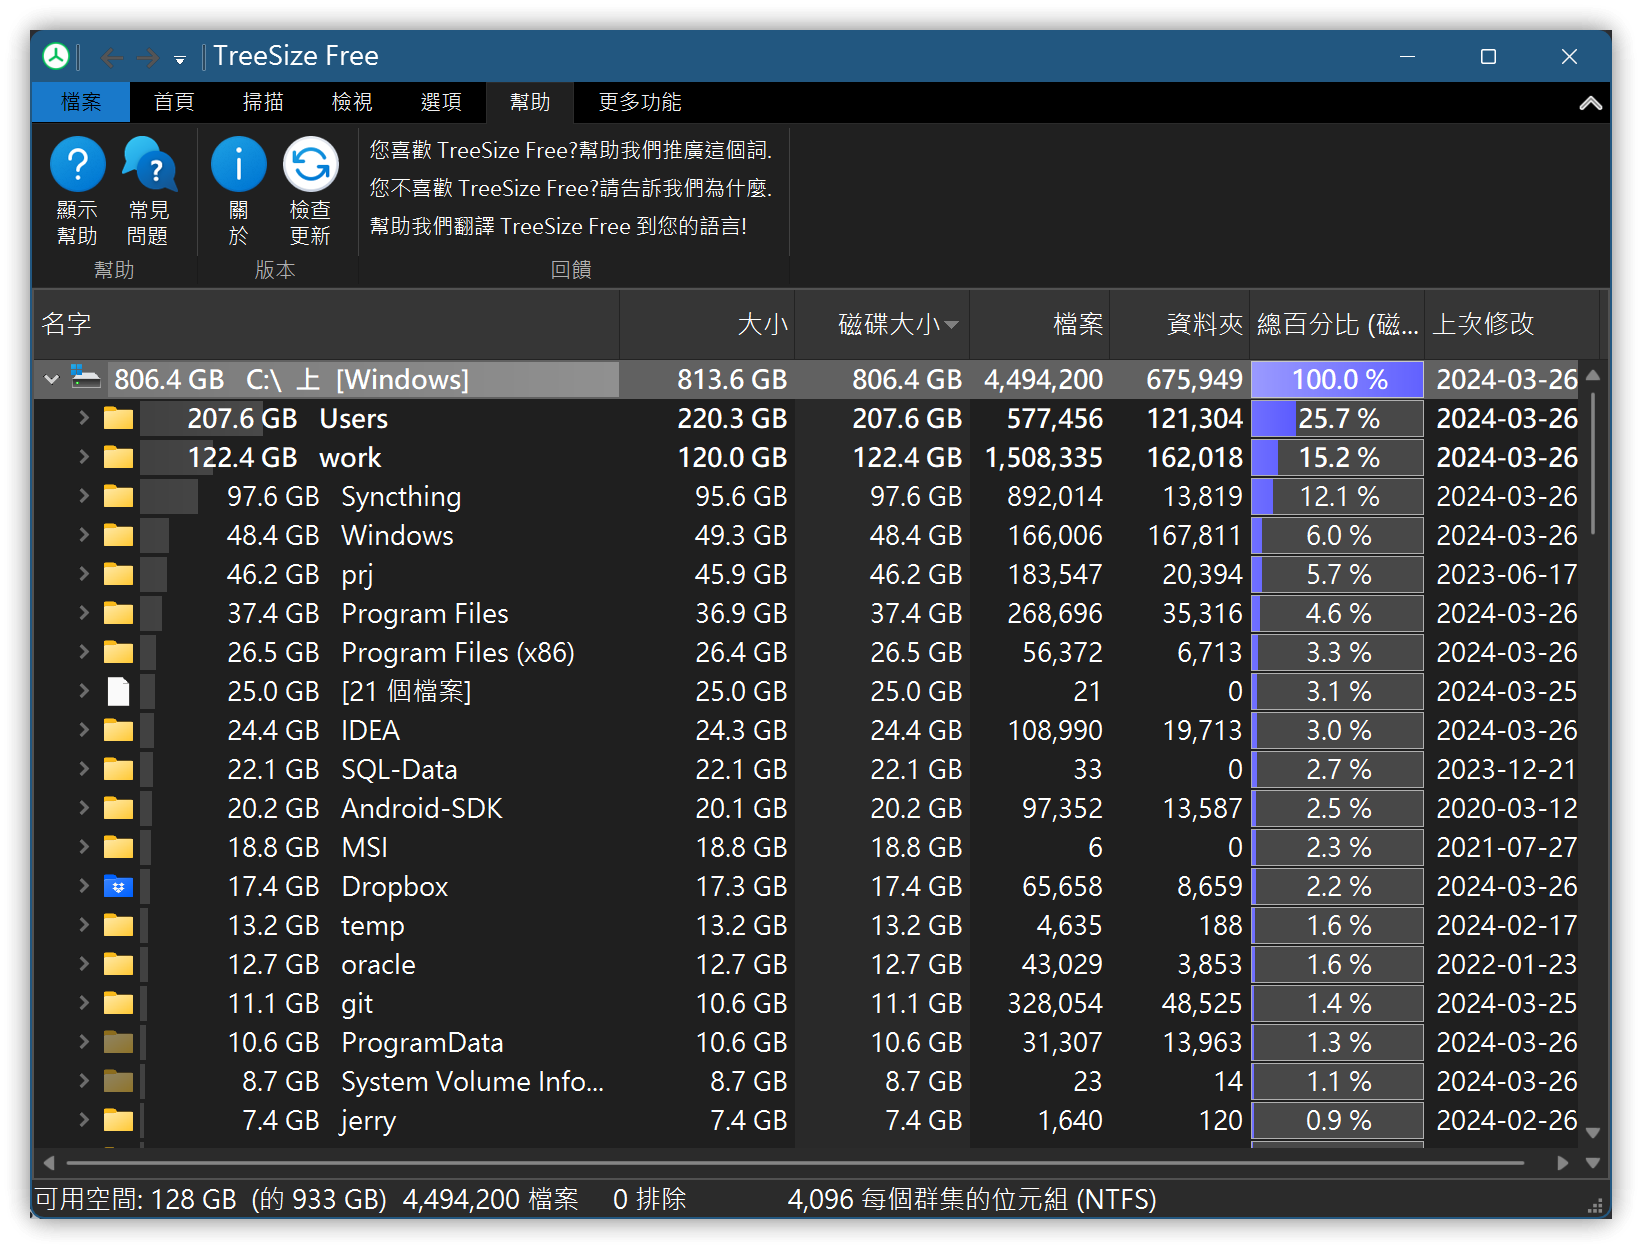 TreeSize Free
檔案 首頁 掃描 檢視 選項 幫助 更多功能
顯示幫助 常見問題 關於 檢查更新
您喜歡 TreeSize Free?幫助我們推廣這個詞.
您不喜歡 TreeSize Free?請告訴我們為什麼.
幫助我們翻譯 TreeSize Free 到您的語言!
幫助 版本 回饋
名字 大小 磁碟大小 檔案 資料夾 總百分比 (磁... 上次修改
806.4 GB C:\ 上 [Windows] 813.6 GB 806.4 GB 4,494,200 675,949 100.0 % 2024-03-26
207.6 GB Users 220.3 GB 207.6 GB 577,456 121,304 25.7 % 2024-03-26
122.4 GB work 120.0 GB 122.4 GB 1,508,335 162,018 15.2 % 2024-03-26
97.6 GB Syncthing 95.6 GB 97.6 GB 892,014 13,819 12.1 % 2024-03-26
48.4 GB Windows 49.3 GB 48.4 GB 166,006 167,811 6.0 % 2024-03-26
46.2 GB prj 45.9 GB 46.2 GB 183,547 20,394 5.7 % 2023-06-17
37.4 GB Program Files 36.9 GB 37.4 GB 268,696 35,316 4.6 % 2024-03-26
26.5 GB Program Files (x86) 26.4 GB 26.5 GB 56,372 6,713 3.3 % 2024-03-26
25.0 GB [21 個檔案] 25.0 GB 25.0 GB 21 0 3.1 % 2024-03-25
24.4 GB IDEA 24.3 GB 24.4 GB 108,990 19,713 3.0 % 2024-03-26
22.1 GB SQL-Data 22.1 GB 22.1 GB 33 0 2.7 % 2023-12-21
20.2 GB Android-SDK 20.1 GB 20.2 GB 97,352 13,587 2.5 % 2020-03-12
18.8 GB MSI 18.8 GB 18.8 GB 6 0 2.3 % 2021-07-27
17.4 GB Dropbox 17.3 GB 17.4 GB 65,658 8,659 2.2 % 2024-03-26
13.2 GB temp 13.2 GB 13.2 GB 4,635 188 1.6 % 2024-02-17
12.7 GB oracle 12.7 GB 12.7 GB 43,029 3,853 1.6 % 2022-01-23
11.1 GB git 10.6 GB 11.1 GB 328,054 48,525 1.4 % 2024-03-25
10.6 GB ProgramData 10.6 GB 10.6 GB 31,307 13,963 1.3 % 2024-03-26
8.7 GB System Volume Info... 8.7 GB 8.7 GB 23 14 1.1 % 2024-03-26
7.4 GB jerry 7.4 GB 7.4 GB 1,640 120 0.9 % 2024-02-26
可用空間: 128 GB (的 933 GB) 4,494,200 檔案 0 排除 4,096 每個群集的位元組 (NTFS)